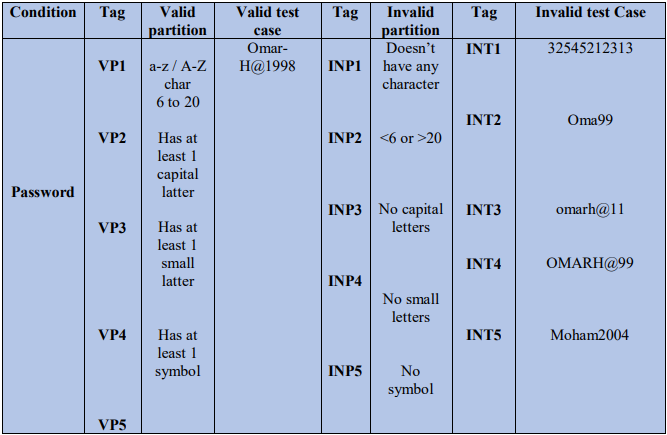 Condition Tag Valid partition Valid test case Tag Invalid partition Tag Invalid test Case
Password
VP1
VP2
VP3
VP4
VP5
a-z / A-Z
char
6 to 20
Has at
least 1
capital
latter
Has at
least 1
small
latter
Has at
least 1
symbol
Omar-
H@1998
INP1
INP2
INP3
INP4
INP5
Doesn’t
have any
character
<6 or >20
No capital
letters
No small
letters
No
symbol
INT1
INT2
INT3
INT4
INT5
32545212313
Oma99
omarh@11
OMARH@99
Moham2004